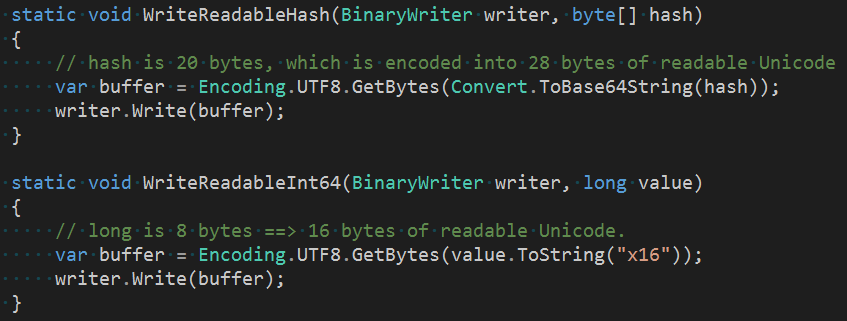 static void WriteReadableHash(BinaryWriter writer, byte[] hash)
{
    // hash is 20 bytes, which is encoded into 28 bytes of readable Unicode
    var buffer = Encoding.UTF8.GetBytes(Convert.ToBase64String(hash));
    writer.Write(buffer);
}

static void WriteReadableInt64(BinaryWriter writer, long value)
{
    // long is 8 bytes ==> 16 bytes of readable Unicode.
    var buffer = Encoding.UTF8.GetBytes(value.ToString("x16"));
    writer.Write(buffer);
}